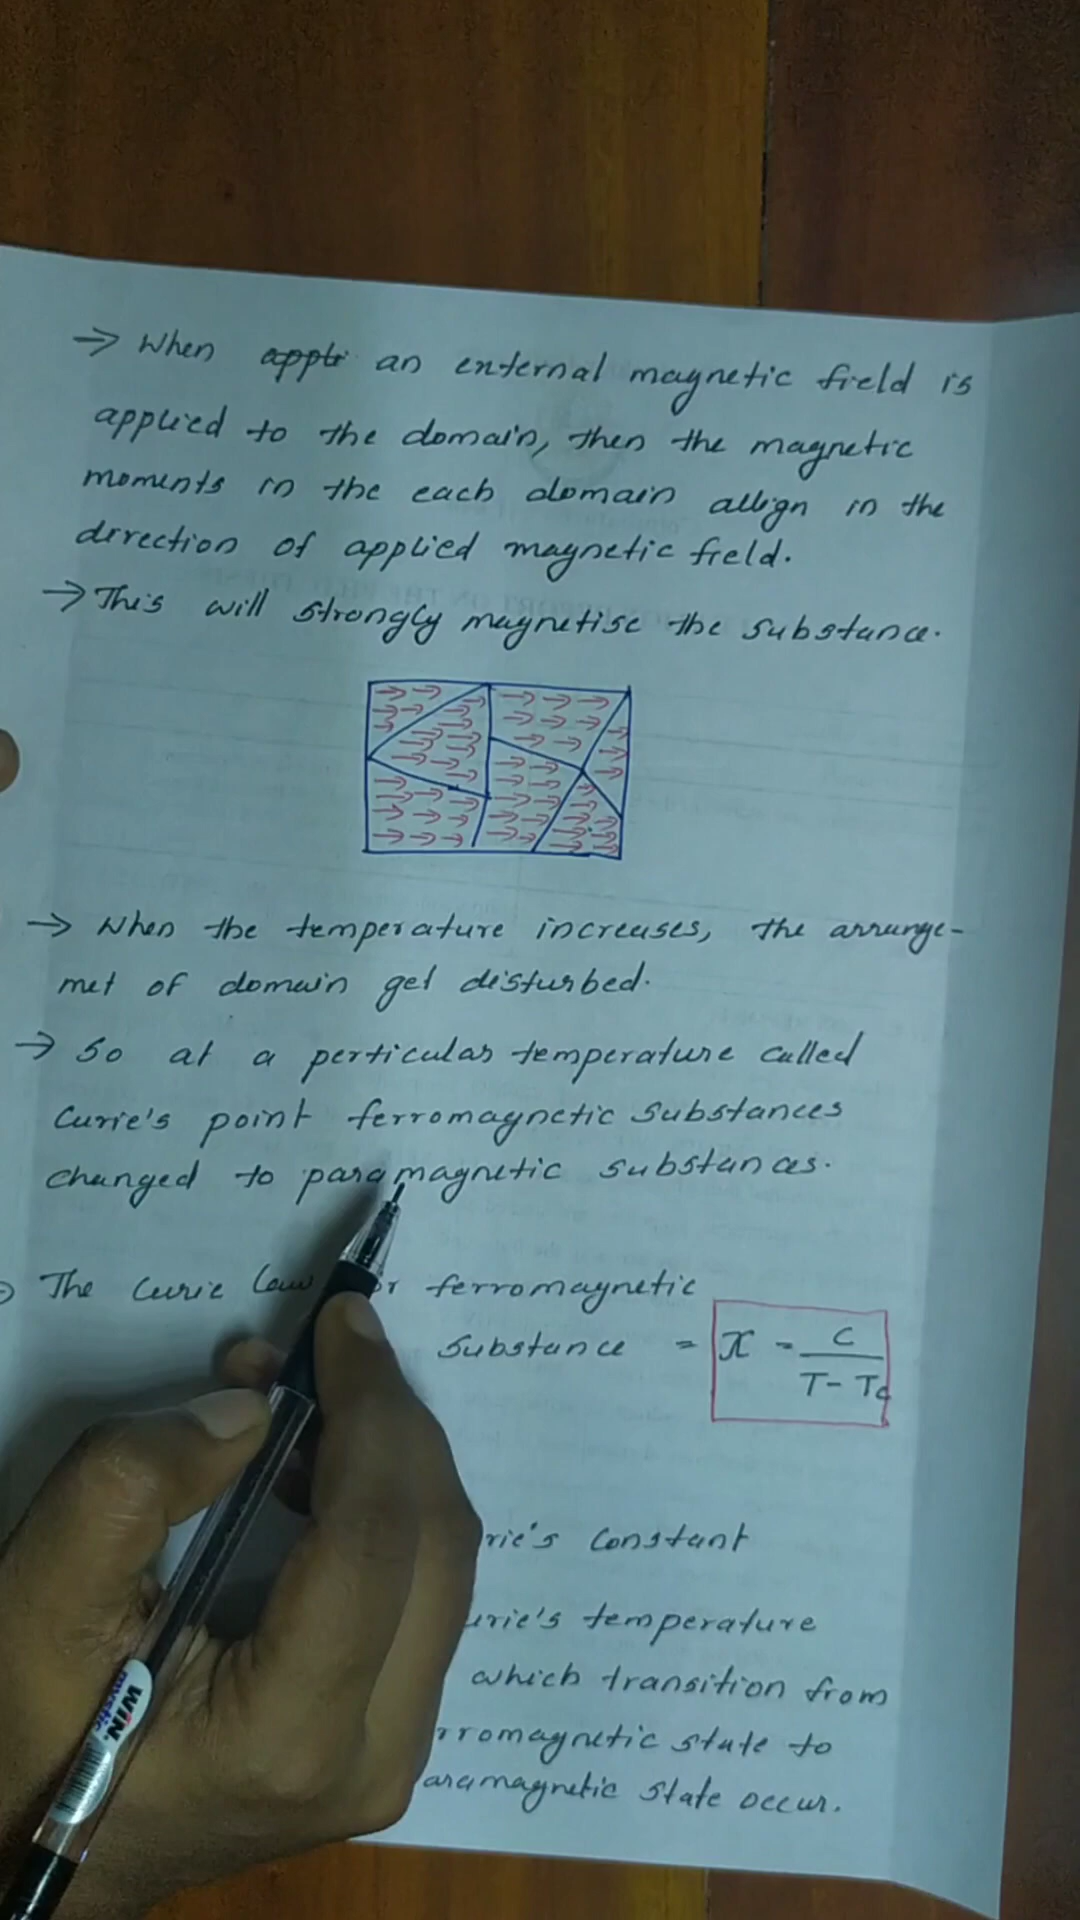 → When appli an external magnetic field is
applied to the domain, then the magnetic
moments in the each domain allign in the
direction of applied magnetic field.
→ This will strongly magnetise the substance.
→ When the temperature increases, the arrange-
met of domain get disturbed.
→ So at a perticular temperature called
Curie's point ferromagnetic substances
changed to paramagnetic substances.
The Curie Law ferromagnetic
substance = χ = C / T - Tc
rie's constant
urie's temperature
which transition from
rromagnetic state to
aramagnetic state occur.
WIN
mystic